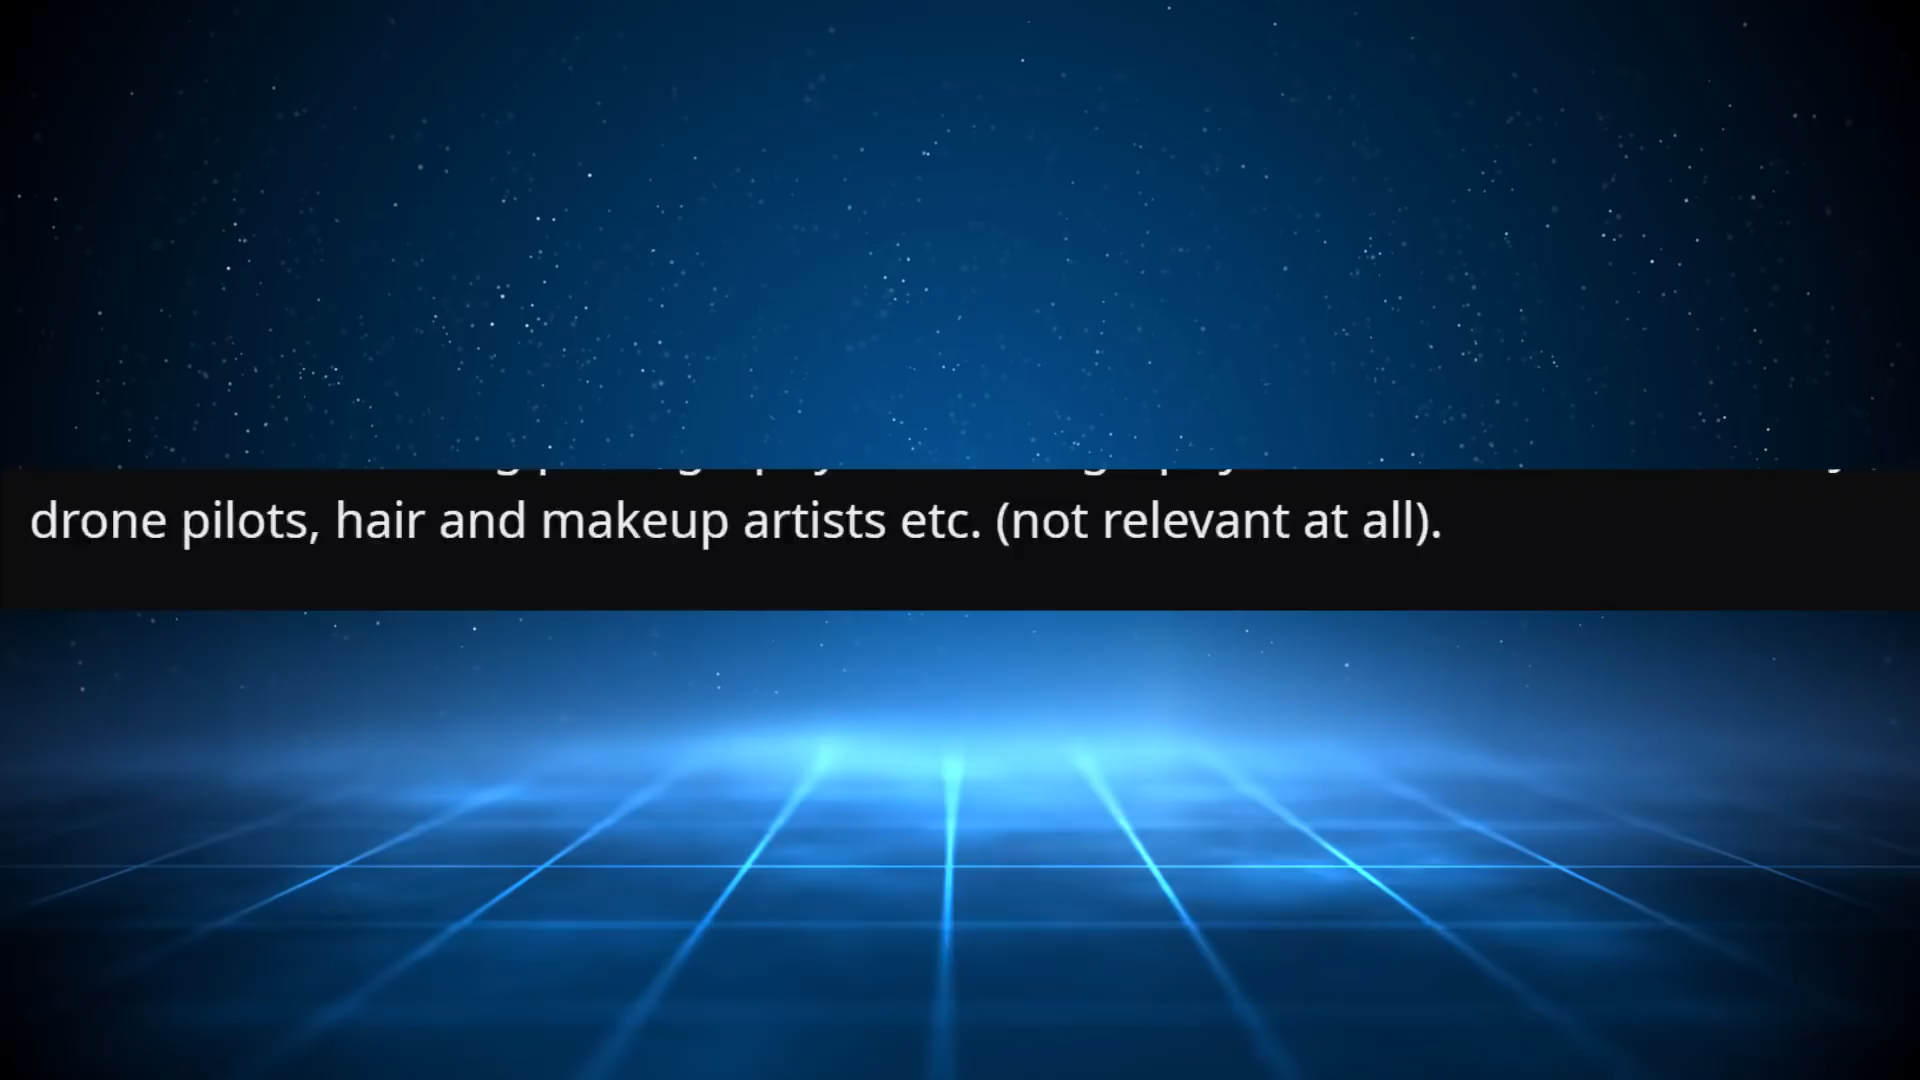 drone pilots, hair and makeup artists etc. (not relevant at all).